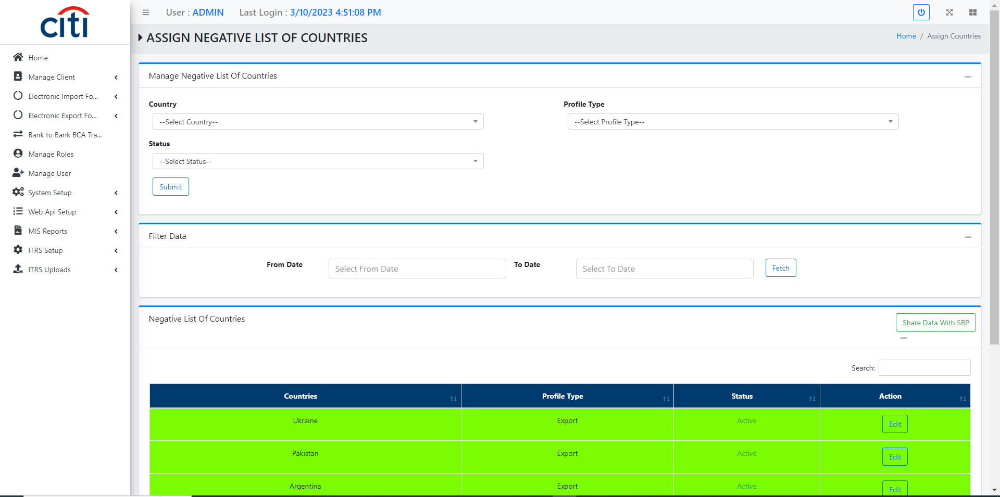 citi
User : ADMIN Last Login : 3/10/2023 4:51:08 PM
ASSIGN NEGATIVE LIST OF COUNTRIES
Home / Assign Countries
Home
Manage Client
Electronic Import Fo...
Electronic Export Fo...
Bank to Bank BCA Tra...
Manage Roles
Manage User
System Setup
Web Api Setup
MIS Reports
ITRS Setup
ITRS Uploads
Manage Negative List Of Countries
Country Profile Type
--Select Country-- --Select Profile Type--
Status
--Select Status--
Submit
Filter Data
From Date Select From Date To Date Select To Date Fetch
Negative List Of Countries
Share Data With SBP
Search:
Countries Profile Type Status Action
Ukraine Export Active Edit
Pakistan Export Active Edit
Argentina Export Active Edit